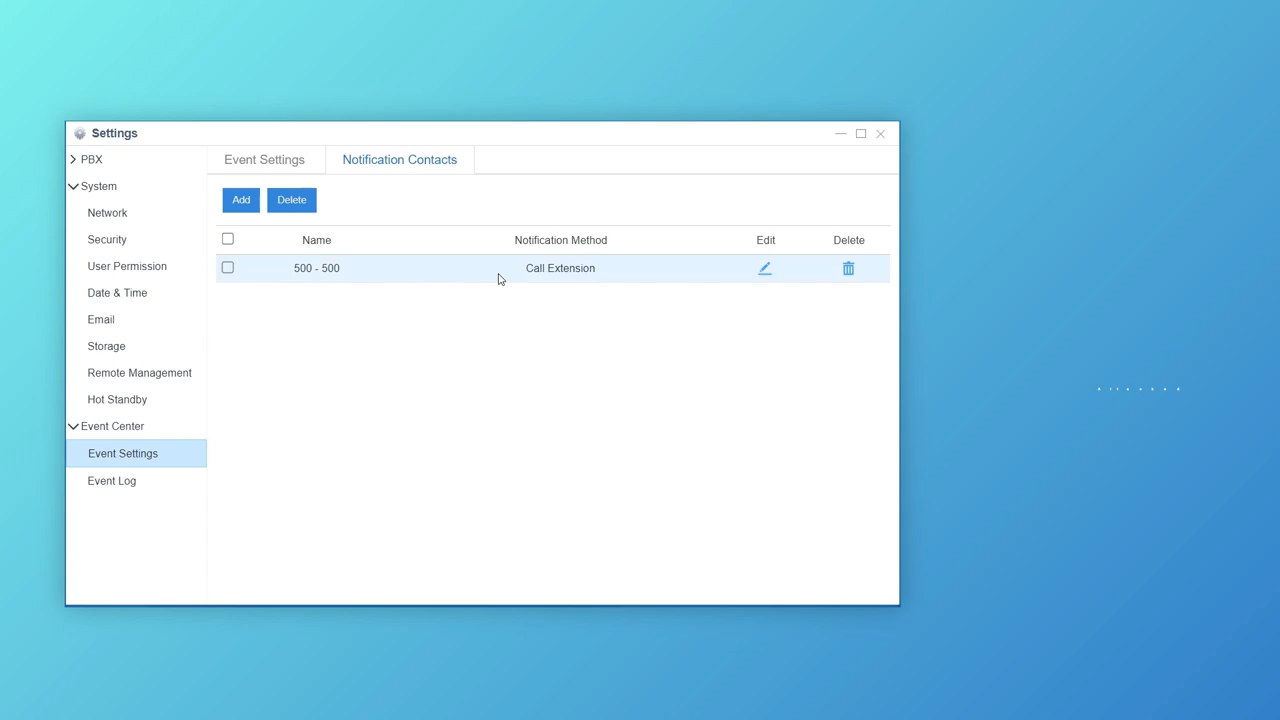 Settings
PBX
System
Network
Security
User Permission
Date & Time
Email
Storage
Remote Management
Hot Standby
Event Center
Event Settings
Event Log
Event Settings Notification Contacts
Add Delete
Name Notification Method Edit Delete
500 - 500 Call Extension